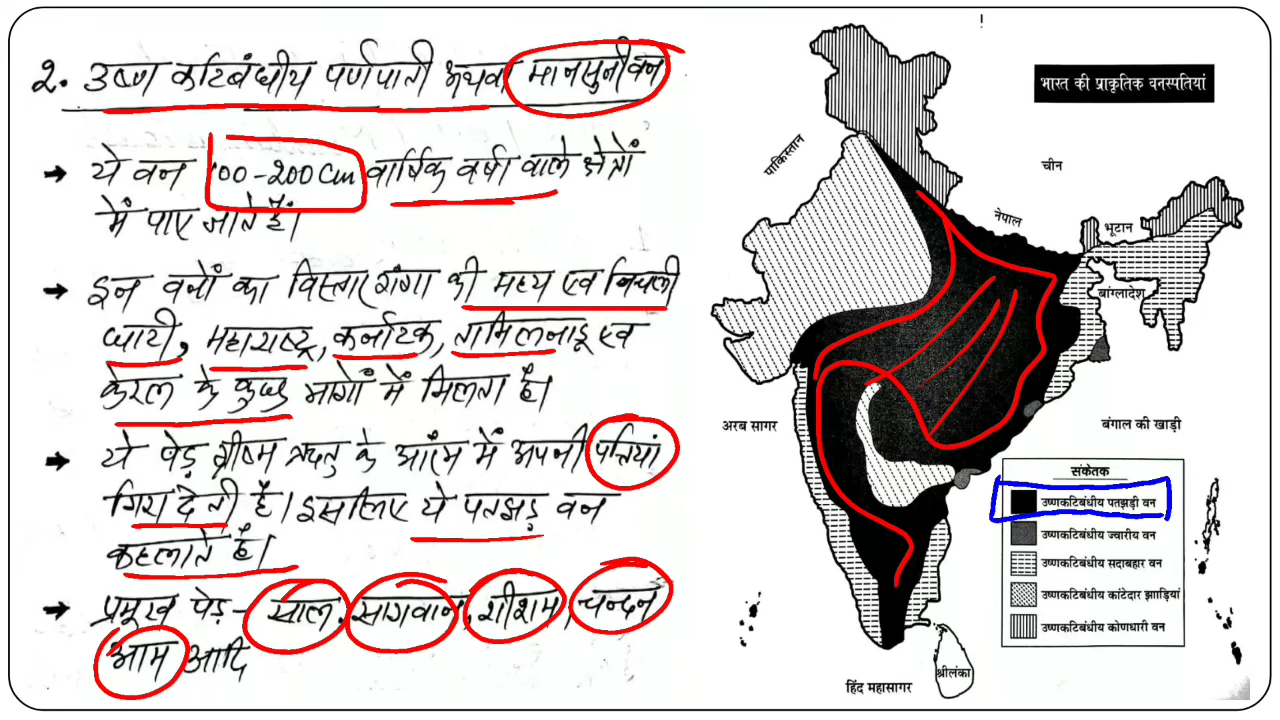 2. उष्ण कटिबंधीय पर्णपाती अथवा मानसुनी वन
→ ये वन 100-200 cm वार्षिक वर्षा वाले क्षेत्रों
में पाए जाते हैं।
→ इन वनों का विस्तार गंगा की मध्य एवं निचली
घाटी, महाराष्ट्र, कर्नाटक, तामिलनाडू एवं
केरल के कुछ भागों में मिलता है।
→ ये पेड़ ग्रीष्म ऋतु के आरंभ में अपनी पत्तियां
गिरा देती है। इसलिए ये पतझड़ वन
कहलाते हैं।
→ प्रमुख पेड़ - साल, सागवान, शीशम, चन्दन
आम आदि
भारत की प्राकृतिक वनस्पतियां
पाकिस्तान
चीन
नेपाल
भूटान
बांग्लादेश
अरब सागर
बंगाल की खाड़ी
संकेतक
उष्णकटिबंधीय पतझड़ी वन
उष्णकटिबंधीय ज्वारीय वन
उष्णकटिबंधीय सदाबहार वन
उष्णकटिबंधीय कांटेदार झााड़ियां
उष्णकटिबंधीय कोणधारी वन
श्रीलंका
हिंद महासागर